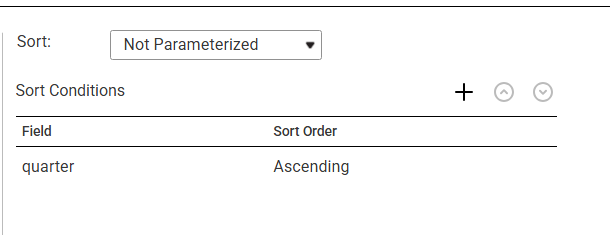 Sort: Not Parameterized
Sort Conditions
Field Sort Order
quarter Ascending